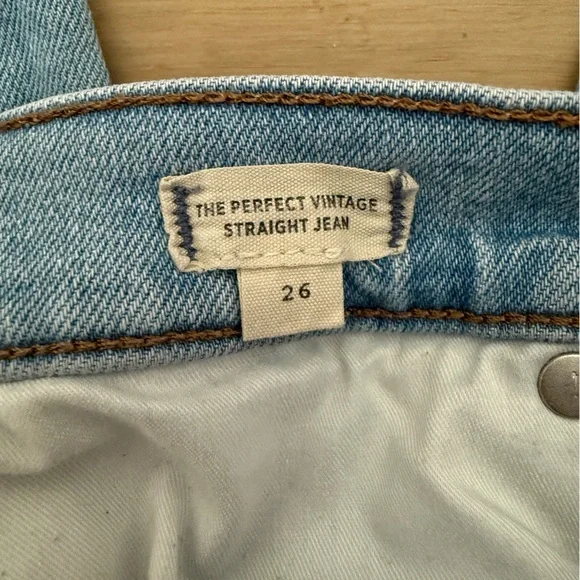 THE PERFECT VINTAGE
STRAIGHT JEAN
26